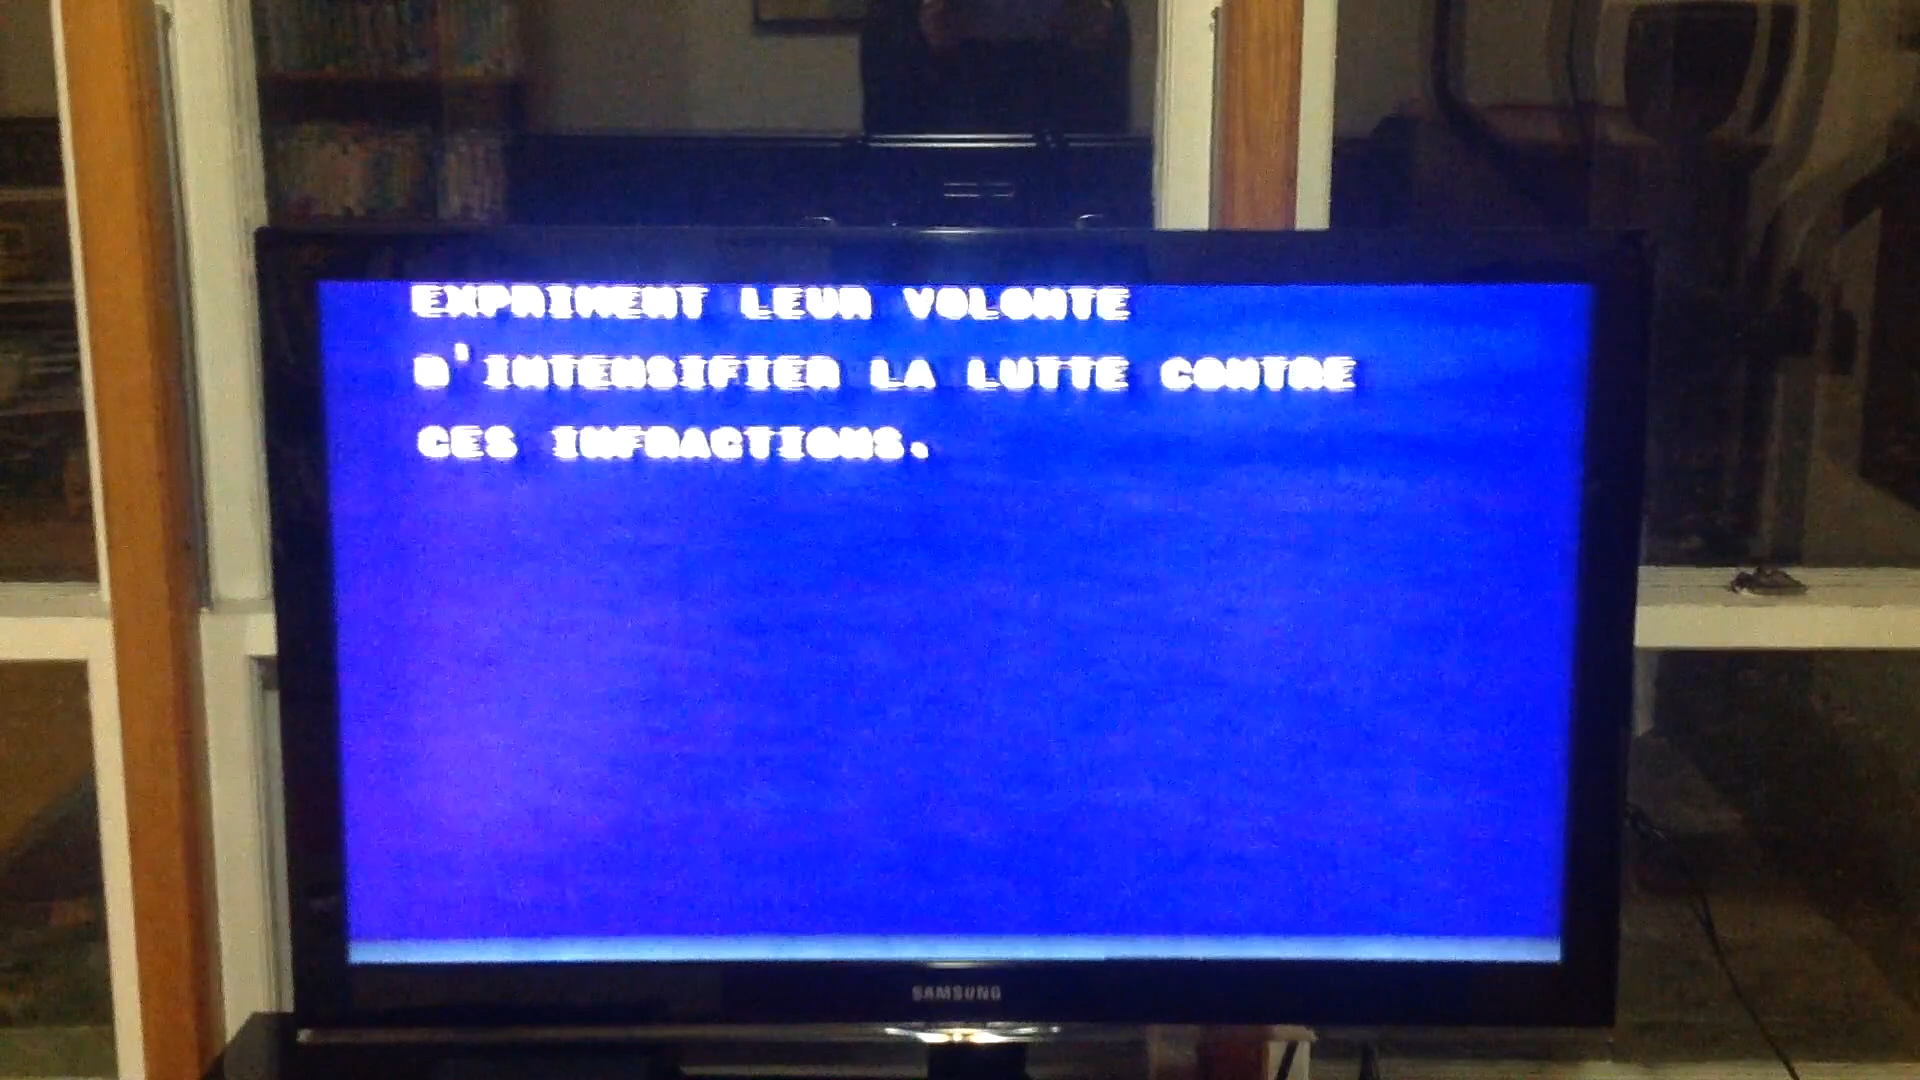 EXPRIMENT LEUR VOLONTE
D'INTENSIFIER LA LUTTE CONTRE
CES INFRACTIONS.
SAMSUNG